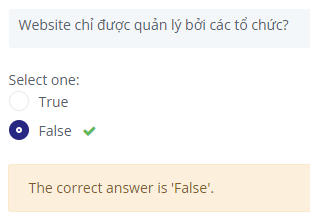 Website chỉ được quản lý bởi các tổ chức?
Select one:
True
False
The correct answer is 'False'.